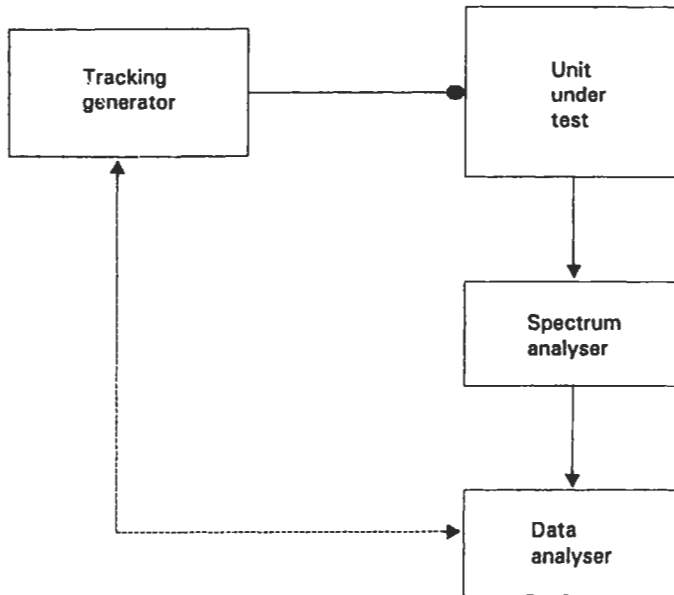 Tracking
generator
Unit
under
test
Spectrum
analyser
Data
analyser